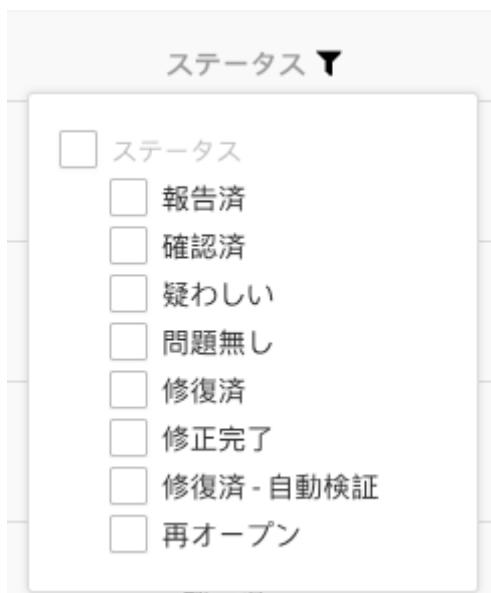 ステータス
ステータス
報告済
確認済
疑わしい
問題無し
修復済
修正完了
修復済 - 自動検証
再オープン